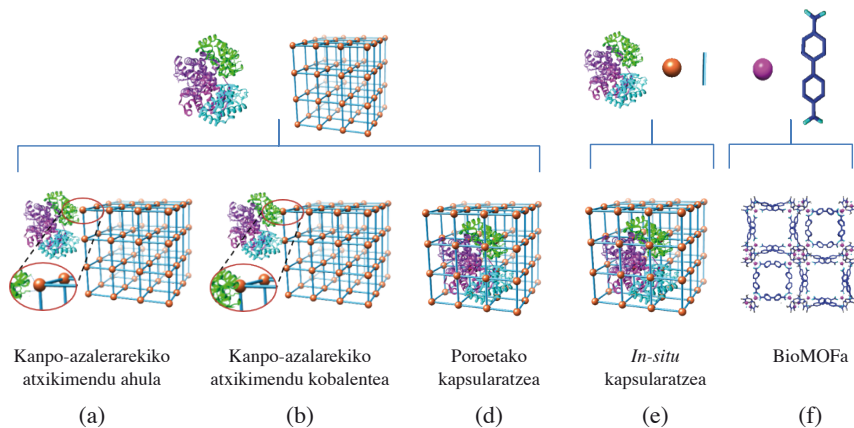 Kanpo-azalerarekiko
atxikimendu ahula
(a)
Kanpo-azalarekiko
atxikimendu kobalentea
(b)
Poroetako
kapsularatzea
(d)
In-situ
kapsularatzea
(e)
BioMOFa
(f)